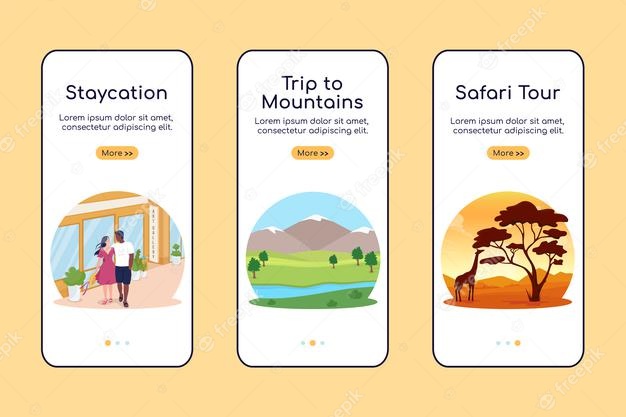 Staycation
Lorem ipsum dolor sit amet,
consectetur adipiscing elit.
More >>
ART GALLERY
Trip to
Mountains
Lorem ipsum dolor sit amet,
consectetur adipiscing elit.
More >>
Safari Tour
Lorem ipsum dolor sit amet,
consectetur adipiscing elit.
More >>
freepik